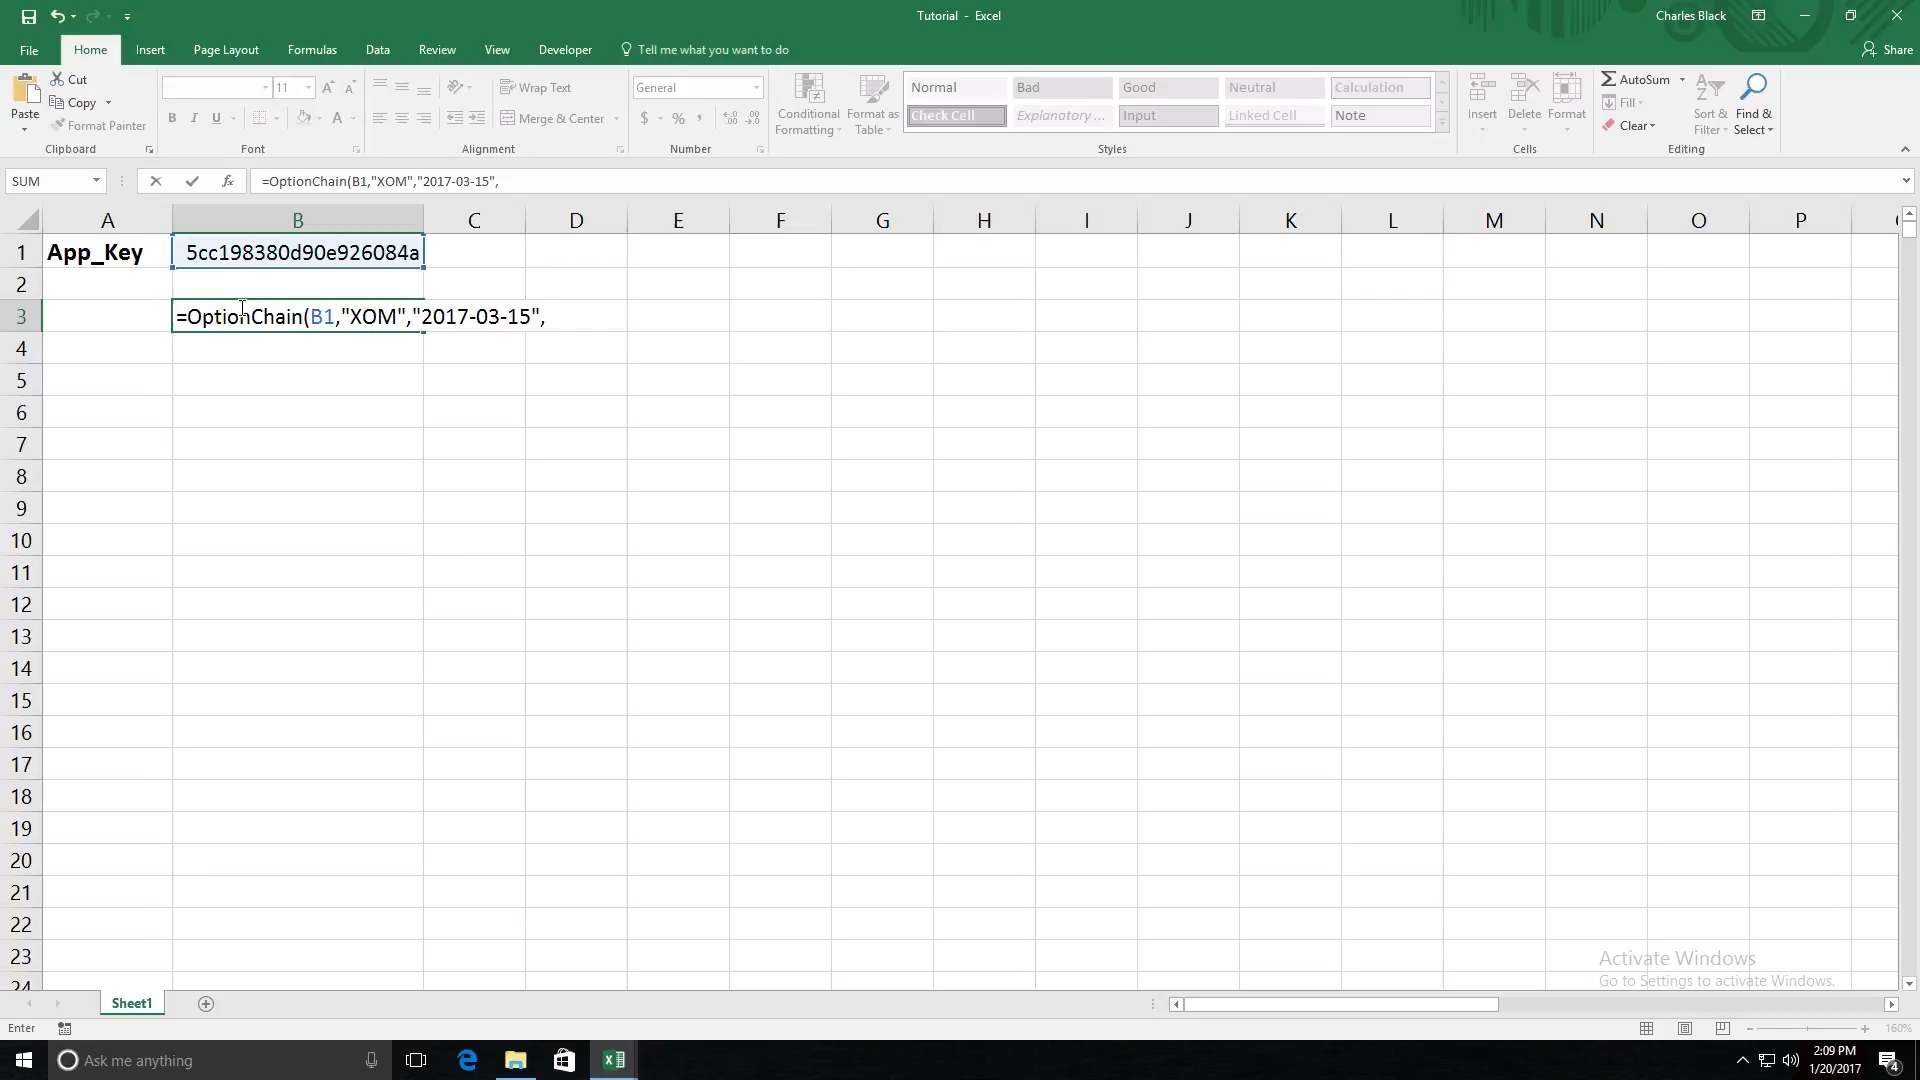 Tutorial - Excel
Charles Black
File
Home
Insert
Page Layout
Formulas
Data
Review
View
Developer
Tell me what you want to do
Share
Paste
Cut
Copy
Format Painter
Clipboard
11
B I U
A
Font
Wrap Text
Merge & Center
Alignment
General
$ % ,
Number
Conditional
Formatting
Format as
Table
Normal
Bad
Good
Neutral
Calculation
Check Cell
Explanatory ...
Input
Linked Cell
Note
Styles
Insert
Delete
Format
Cells
AutoSum
Fill
Clear
Sort &
Filter
Find &
Select
Editing
SUM
fx
=OptionChain(B1,"XOM","2017-03-15",
A B C D E F G H I J K L M N O P
1 App_Key 5cc198380d90e926084a
2
3 =OptionChain(B1,"XOM","2017-03-15",
4
5
6
7
8
9
10
11
12
13
14
15
16
17
18
19
20
21
22
23
24
Activate Windows
Go to Settings to activate Windows.
Sheet1
Enter
160%
Ask me anything
2:09 PM
1/20/2017
4